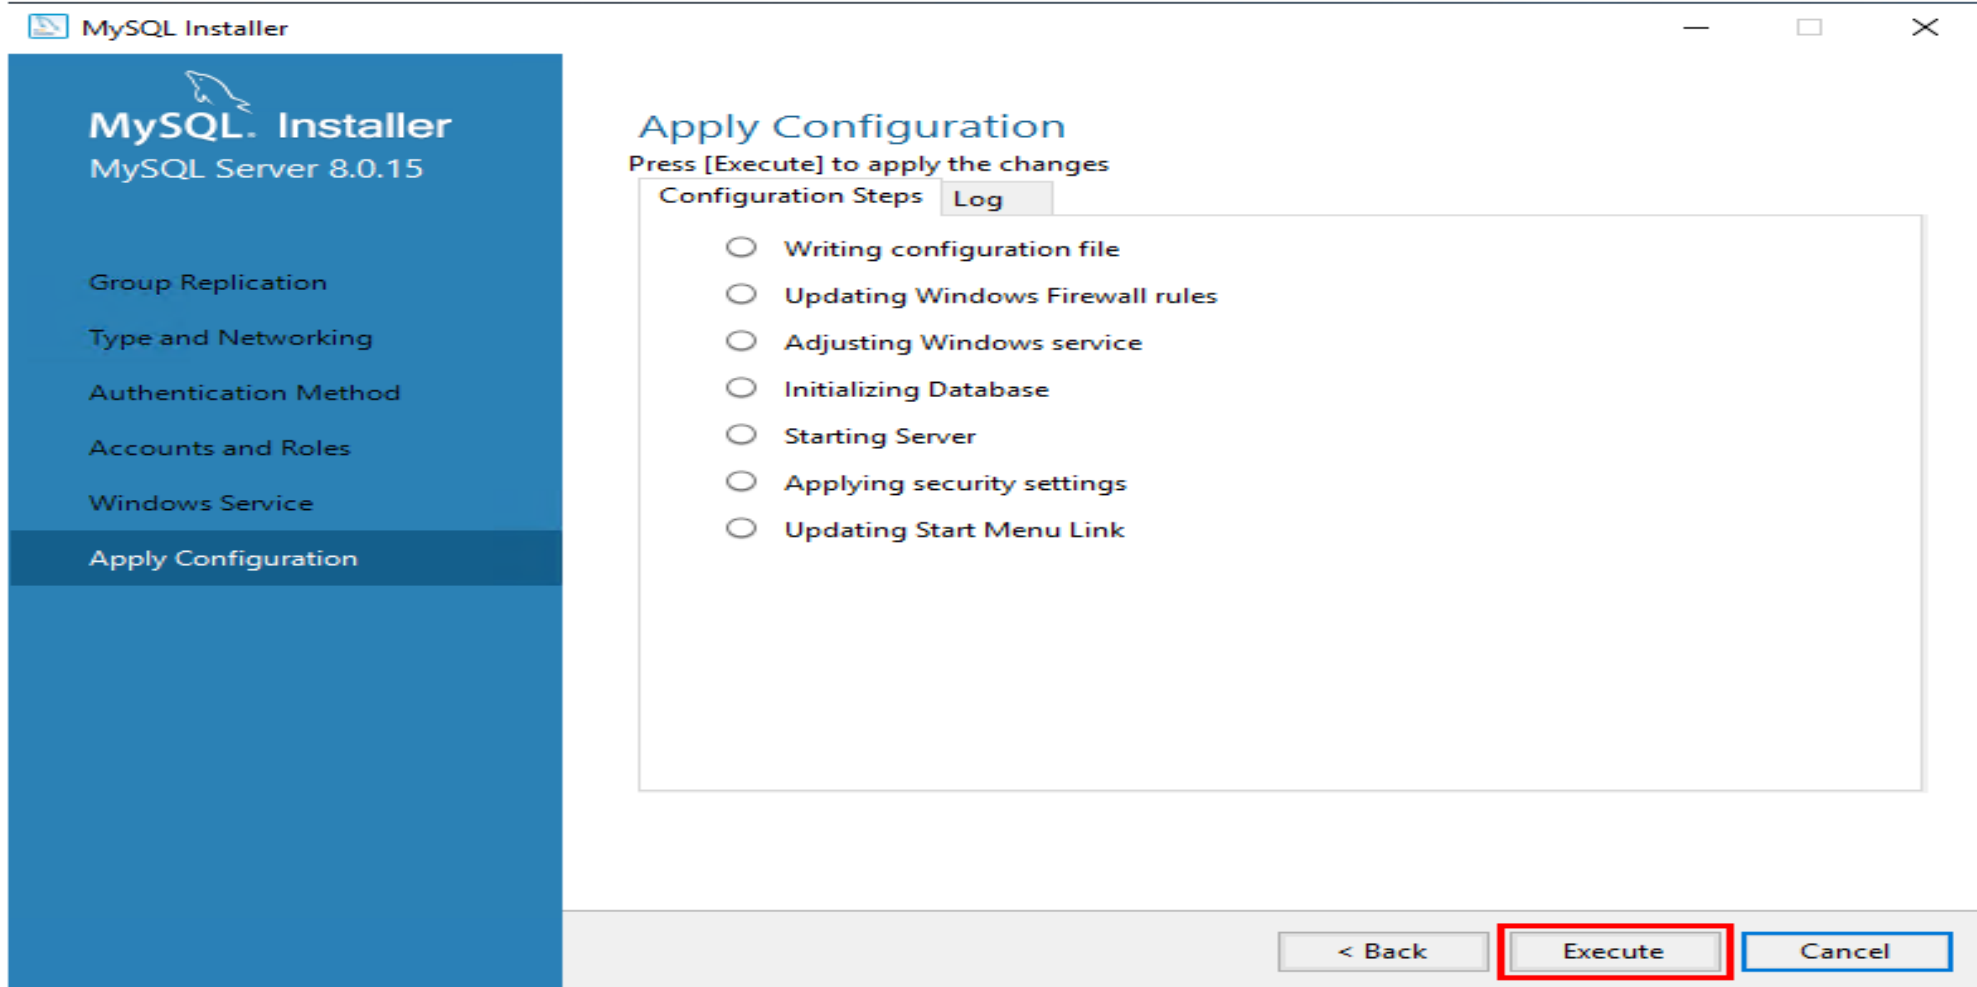 MySQL Installer
MySQL. Installer
MySQL Server 8.0.15
Group Replication
Type and Networking
Authentication Method
Accounts and Roles
Windows Service
Apply Configuration
Apply Configuration
Press [Execute] to apply the changes
Configuration Steps Log
Writing configuration file
Updating Windows Firewall rules
Adjusting Windows service
Initializing Database
Starting Server
Applying security settings
Updating Start Menu Link
< Back Execute Cancel